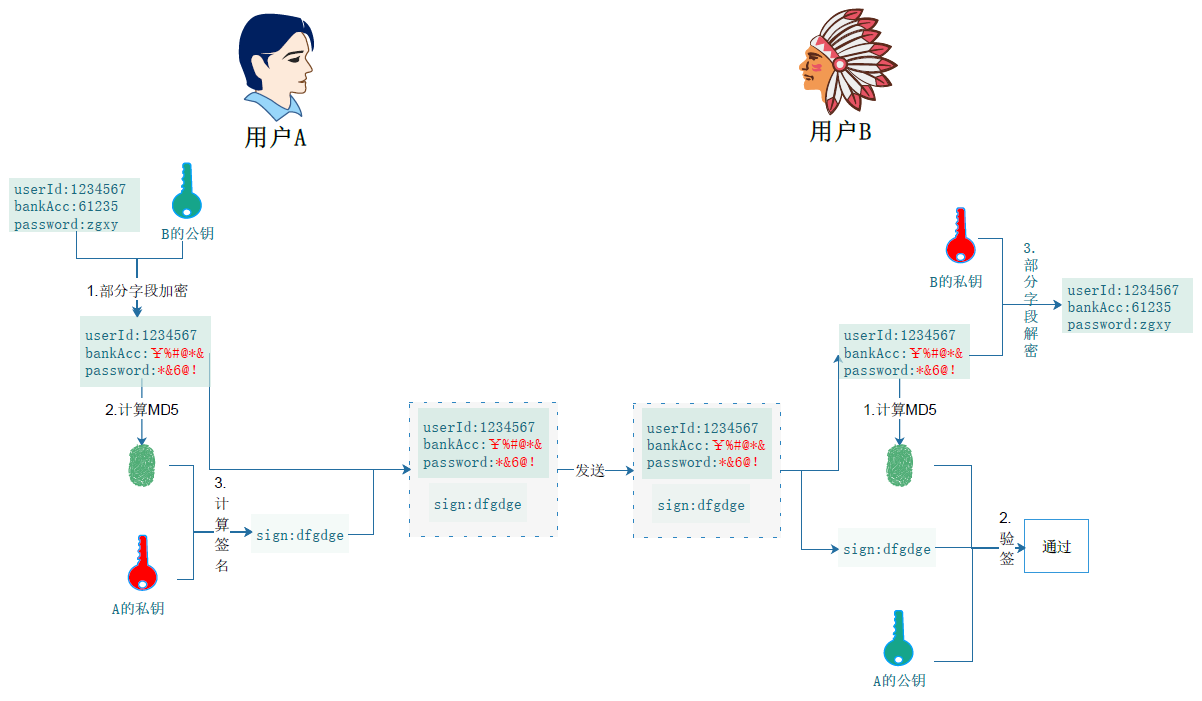 用户A
用户B
userId:1234567
bankAcc:61235
password:zgxy
B的公钥
1.部分字段加密
userId:1234567
bankAcc:￥%#@*&
password:*&6@!
2.计算MD5
3.
计
算
签
名
A的私钥
sign:dfgdge
userId:1234567
bankAcc:￥%#@*&
password:*&6@!
sign:dfgdge
发送
userId:1234567
bankAcc:￥%#@*&
password:*&6@!
sign:dfgdge
userId:1234567
bankAcc:￥%#@*&
password:*&6@!
B的私钥
3.
部
分
字
段
解
密
userId:1234567
bankAcc:61235
password:zgxy
1.计算MD5
sign:dfgdge
2.
验
签
通过
A的公钥